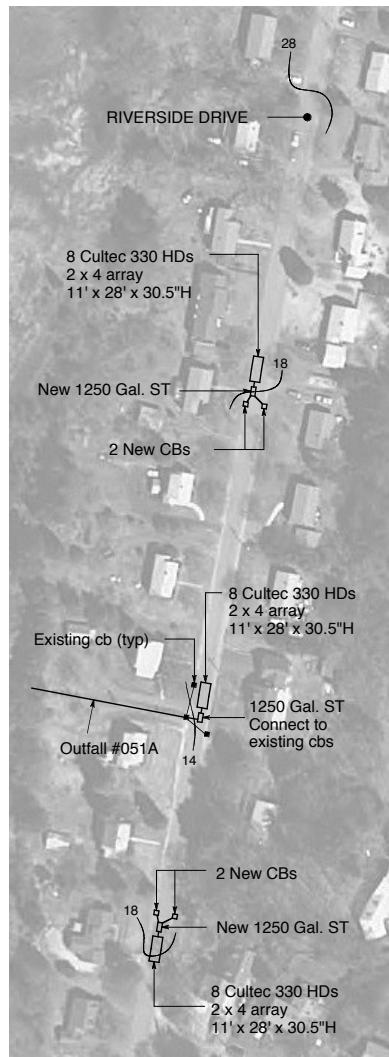 28
RIVERSIDE DRIVE
8 Cultec 330 HDs
2 x 4 array
11' x 28' x 30.5"H
18
New 1250 Gal. ST
2 New CBs
8 Cultec 330 HDs
2 x 4 array
11' x 28' x 30.5"H
Existing cb (typ)
1250 Gal. ST
Connect to
existing cbs
Outfall #051A
14
2 New CBs
18
New 1250 Gal. ST
8 Cultec 330 HDs
2 x 4 array
11' x 28' x 30.5"H